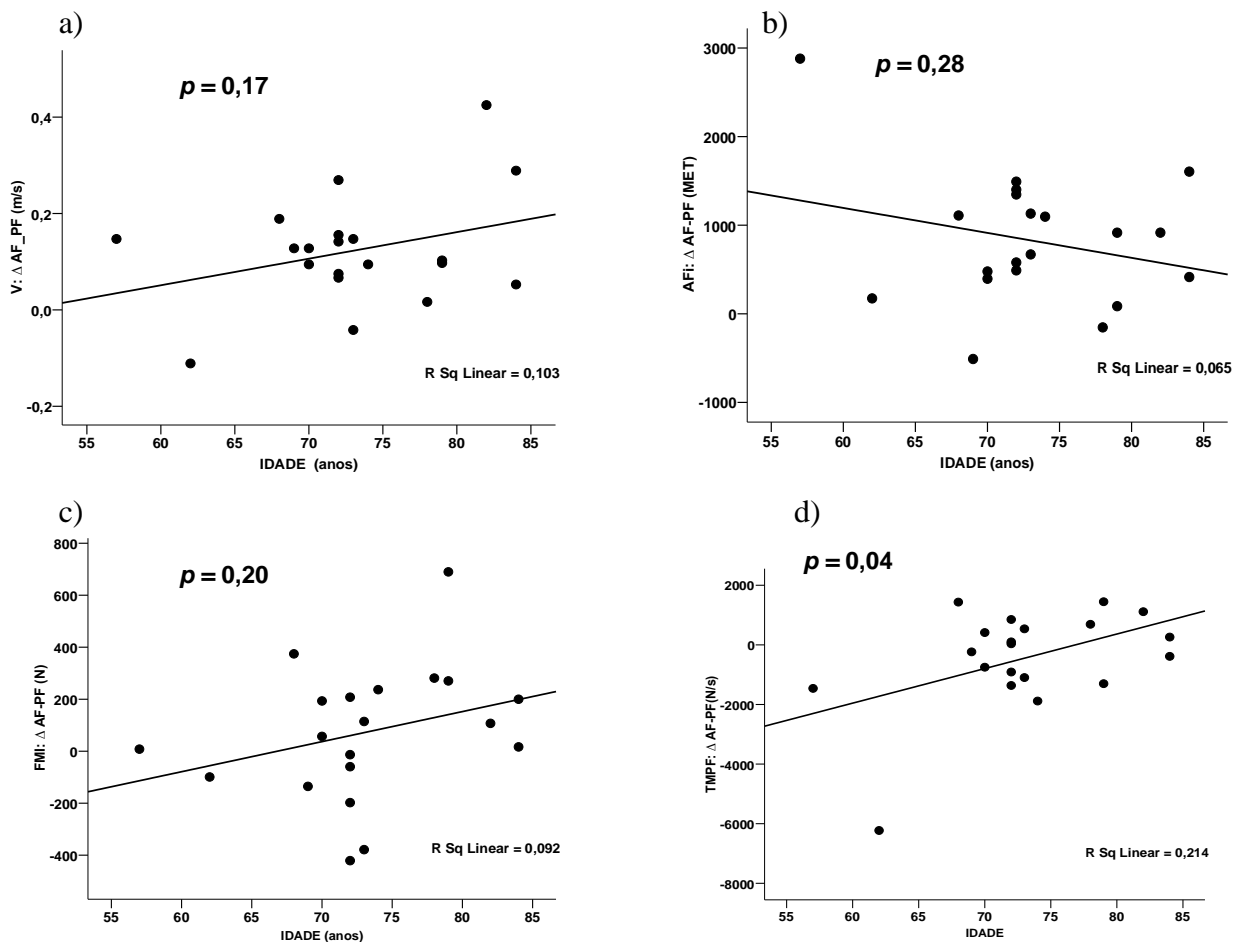 a)
p = 0,17
V: Δ AF_PF (m/s)
0,4
0,2
0,0
-0,2
R Sq Linear = 0,103
55 60 65 70 75 80 85
IDADE (anos)
b)
p = 0,28
AFi: Δ AF-PF (MET)
3000
2000
1000
0
-1000
R Sq Linear = 0,065
55 60 65 70 75 80 85
IDADE (anos)
c)
p = 0,20
FMI: Δ AF-PF (N)
800
600
400
200
0
-200
-400
R Sq Linear = 0,092
55 60 65 70 75 80 85
IDADE (anos)
d)
p = 0,04
TMPF: Δ AF-PF(N/s)
2000
0
-2000
-4000
-6000
-8000
R Sq Linear = 0,214
55 60 65 70 75 80 85
IDADE